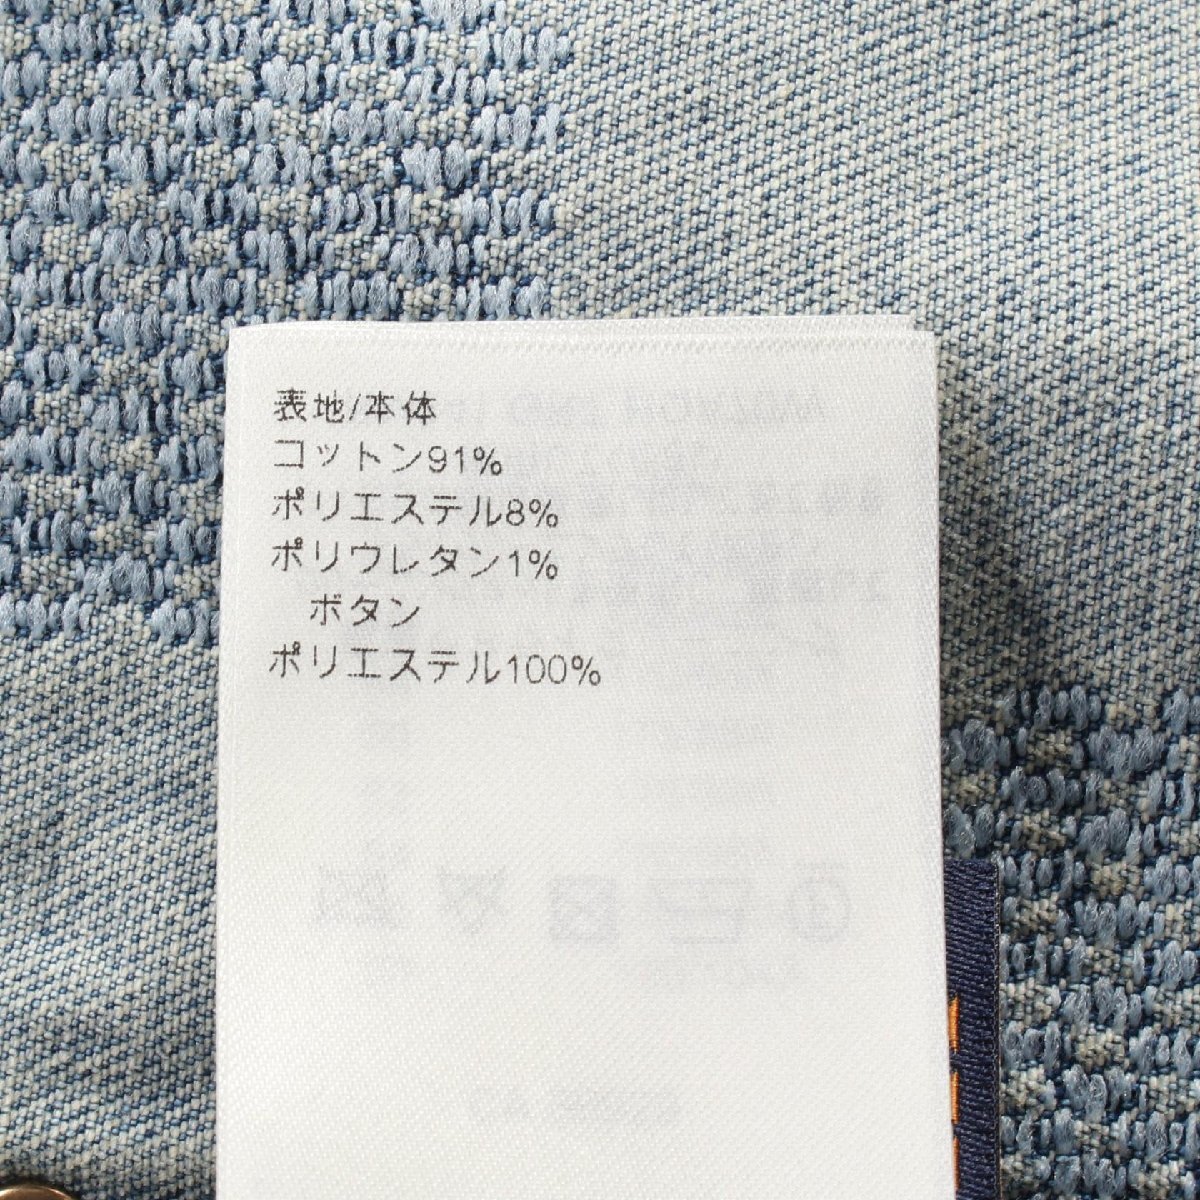 表地/本体
コットン91%
ポリエステル8%
ポリウレタン1%
ボタン
ポリエステル100%